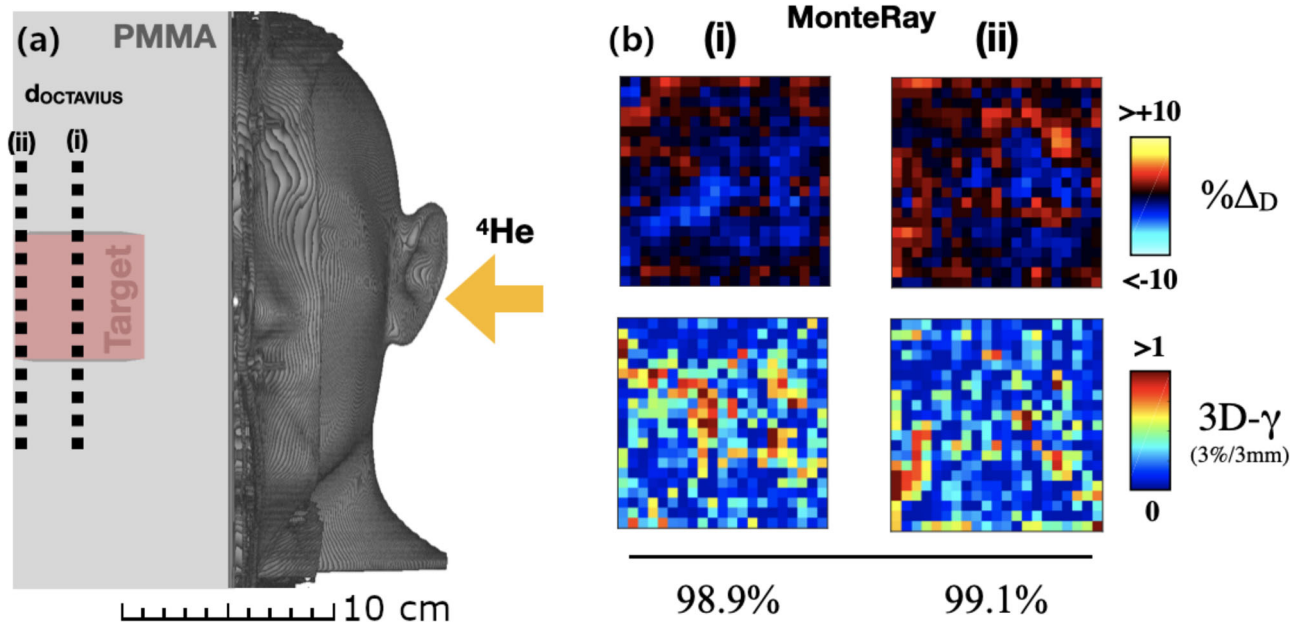 (a)
PMMA
dOCTAVIUS
(ii)
(i)
Target
⁴He
10 cm
(b)
MonteRay
(i)
(ii)
>+10
%ΔD
<-10
>1
3D-γ
(3%/3mm)
0
98.9%
99.1%